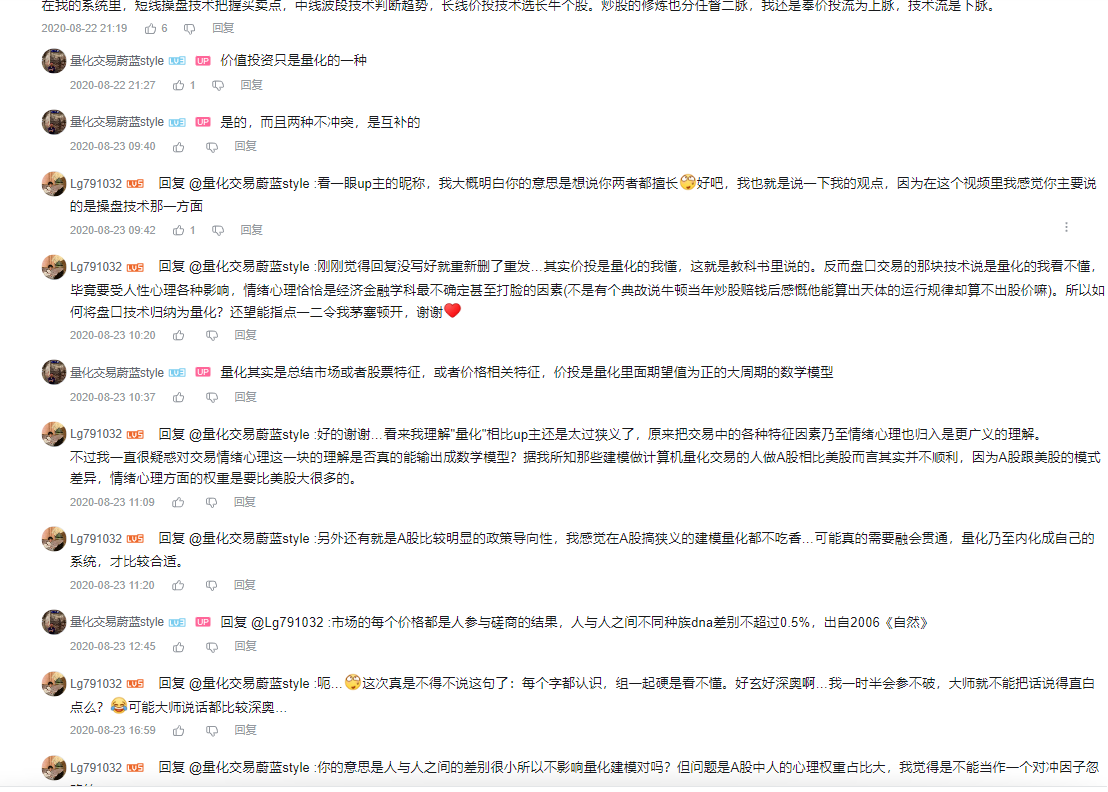 在我的系统里，短线操盘技术把握买卖点，中线波段技术判断趋势，长线价投技术选长牛个股。炒股的修炼也分任督二脉，我还是奉价投流为上脉，技术流是下脉。
2020-08-22 21:19 6 回复
量化交易蔚蓝style LV3 UP 价值投资只是量化的一种
2020-08-22 21:27 1 回复
量化交易蔚蓝style LV3 UP 是的，而且两种不冲突，是互补的
2020-08-23 09:40 回复
Lg791032 LV5 回复 @量化交易蔚蓝style :看一眼up主的昵称，我大概明白你的意思是想说你两者都擅长🙄好吧，我也就是说一下我的观点，因为在这个视频里我感觉你主要说
的是操盘技术那一方面
2020-08-23 09:42 1 回复
Lg791032 LV5 回复 @量化交易蔚蓝style :刚刚觉得回复没写好就重新删了重发…其实价投是量化的我懂，这就是教科书里说的。反而盘口交易的那块技术说是量化的我看不懂，
毕竟要受人性心理各种影响，情绪心理恰恰是经济金融学科最不确定甚至打脸的因素(不是有个典故说牛顿当年炒股赔钱后感慨他能算出天体的运行规律却算不出股价嘛)。所以如
何将盘口技术归纳为量化？还望能指点一二令我茅塞顿开，谢谢❤️
2020-08-23 10:20 回复
量化交易蔚蓝style LV3 UP 量化其实是总结市场或者股票特征，或者价格相关特征，价投是量化里面期望值为正的大周期的数学模型
2020-08-23 10:37 回复
Lg791032 LV5 回复 @量化交易蔚蓝style :好的谢谢…看来我理解"量化"相比up主还是太过狭义了，原来把交易中的各种特征因素乃至情绪心理也归入是更广义的理解。
不过我一直很疑惑对交易情绪心理这一块的理解是否真的能输出成数学模型？据我所知那些建模做计算机量化交易的人做A股相比美股而言其实并不顺利，因为A股跟美股的模式
差异，情绪心理方面的权重是要比美股大很多的。
2020-08-23 11:09 回复
Lg791032 LV5 回复 @量化交易蔚蓝style :另外还有就是A股比较明显的政策导向性，我感觉在A股搞狭义的建模量化都不吃香…可能真的需要融会贯通，量化乃至内化成自己的
系统，才比较合适。
2020-08-23 11:20 回复
量化交易蔚蓝style LV3 UP 回复 @Lg791032 :市场的每个价格都是人参与磋商的结果，人与人之间不同种族dna差别不超过0.5%，出自2006《自然》
2020-08-23 12:45 回复
Lg791032 LV5 回复 @量化交易蔚蓝style :呃…🙄这次真是不得不说这句了：每个字都认识，组一起硬是看不懂。好玄好深奥啊…我一时半会参不破，大师就不能把话说得直白
点么？😂可能大师说话都比较深奥…
2020-08-23 16:59 回复
Lg791032 LV5 回复 @量化交易蔚蓝style :你的意思是人与人之间的差别很小所以不影响量化建模对吗？但问题是A股中人的心理权重占比大，我觉得是不能当作一个对冲因子忽